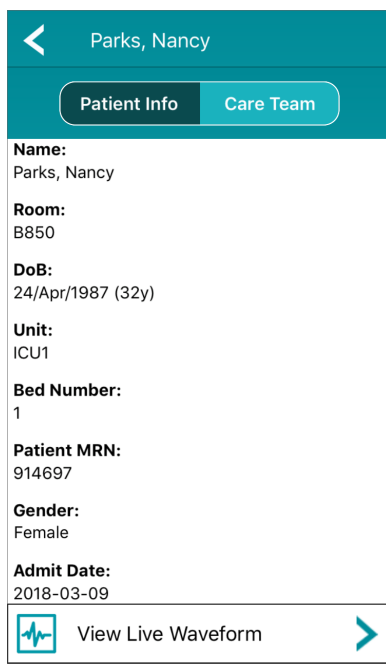 Parks, Nancy
Patient Info
Care Team
Name:
Parks, Nancy
Room:
B850
DoB:
24/Apr/1987 (32y)
Unit:
ICU1
Bed Number:
1
Patient MRN:
914697
Gender:
Female
Admit Date:
2018-03-09
View Live Waveform